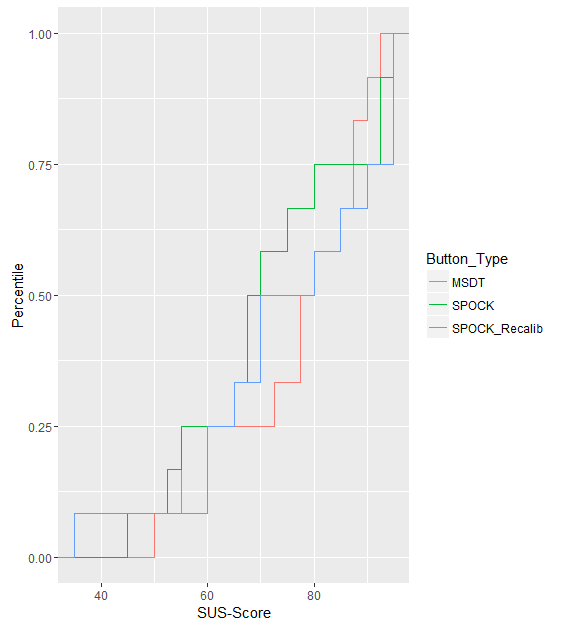 1.00
0.75
0.50
0.25
0.00
Percentile
40
60
80
SUS-Score
Button_Type
MSDT
SPOCK
SPOCK_Recalib